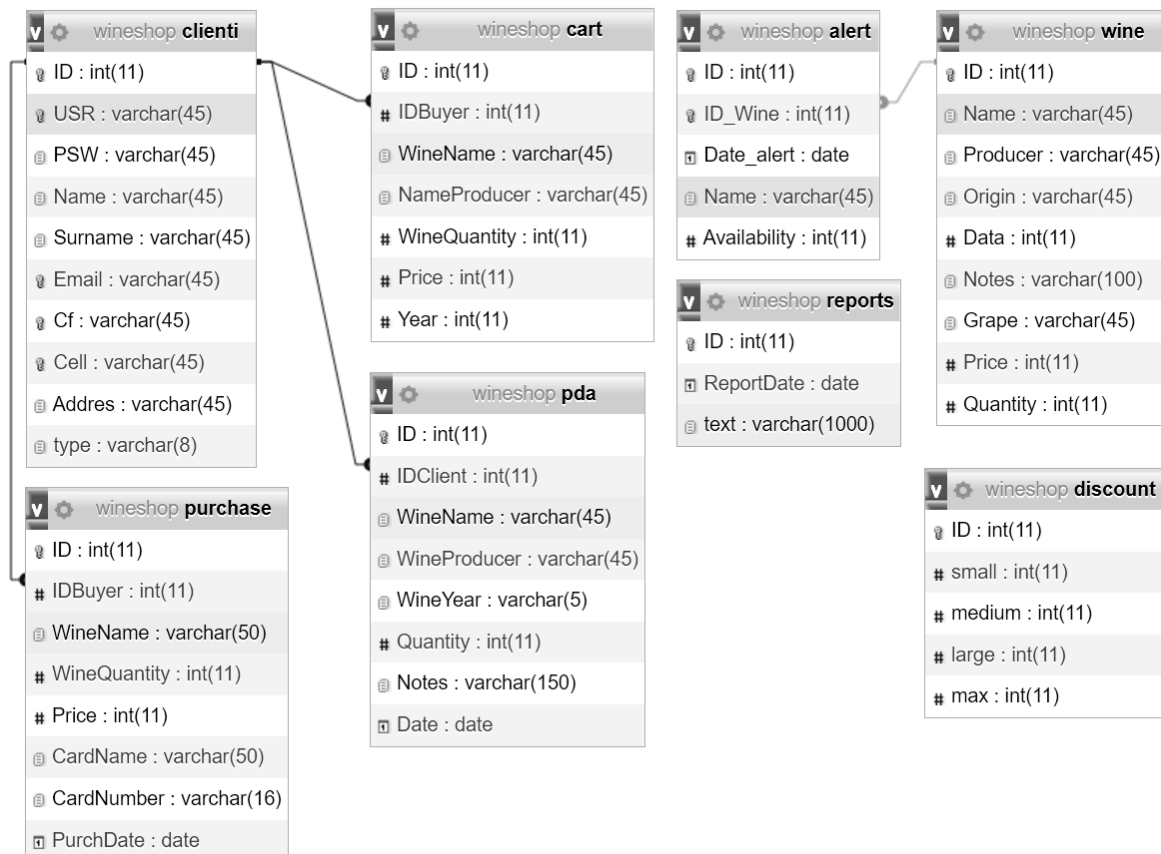 wineshop clienti
ID : int(11)
USR : varchar(45)
PSW : varchar(45)
Name : varchar(45)
Surname : varchar(45)
Email : varchar(45)
Cf : varchar(45)
Cell : varchar(45)
Addres : varchar(45)
type : varchar(8)
wineshop purchase
ID : int(11)
IDBuyer : int(11)
WineName : varchar(50)
WineQuantity : int(11)
Price : int(11)
CardName : varchar(50)
CardNumber : varchar(16)
PurchDate : date
wineshop cart
ID : int(11)
IDBuyer : int(11)
WineName : varchar(45)
NameProducer : varchar(45)
WineQuantity : int(11)
Price : int(11)
Year : int(11)
wineshop pda
ID : int(11)
IDClient : int(11)
WineName : varchar(45)
WineProducer : varchar(45)
WineYear : varchar(5)
Quantity : int(11)
Notes : varchar(150)
Date : date
wineshop alert
ID : int(11)
ID_Wine : int(11)
Date_alert : date
Name : varchar(45)
Availability : int(11)
wineshop reports
ID : int(11)
ReportDate : date
text : varchar(1000)
wineshop wine
ID : int(11)
Name : varchar(45)
Producer : varchar(45)
Origin : varchar(45)
Data : int(11)
Notes : varchar(100)
Grape : varchar(45)
Price : int(11)
Quantity : int(11)
wineshop discount
ID : int(11)
small : int(11)
medium : int(11)
large : int(11)
max : int(11)